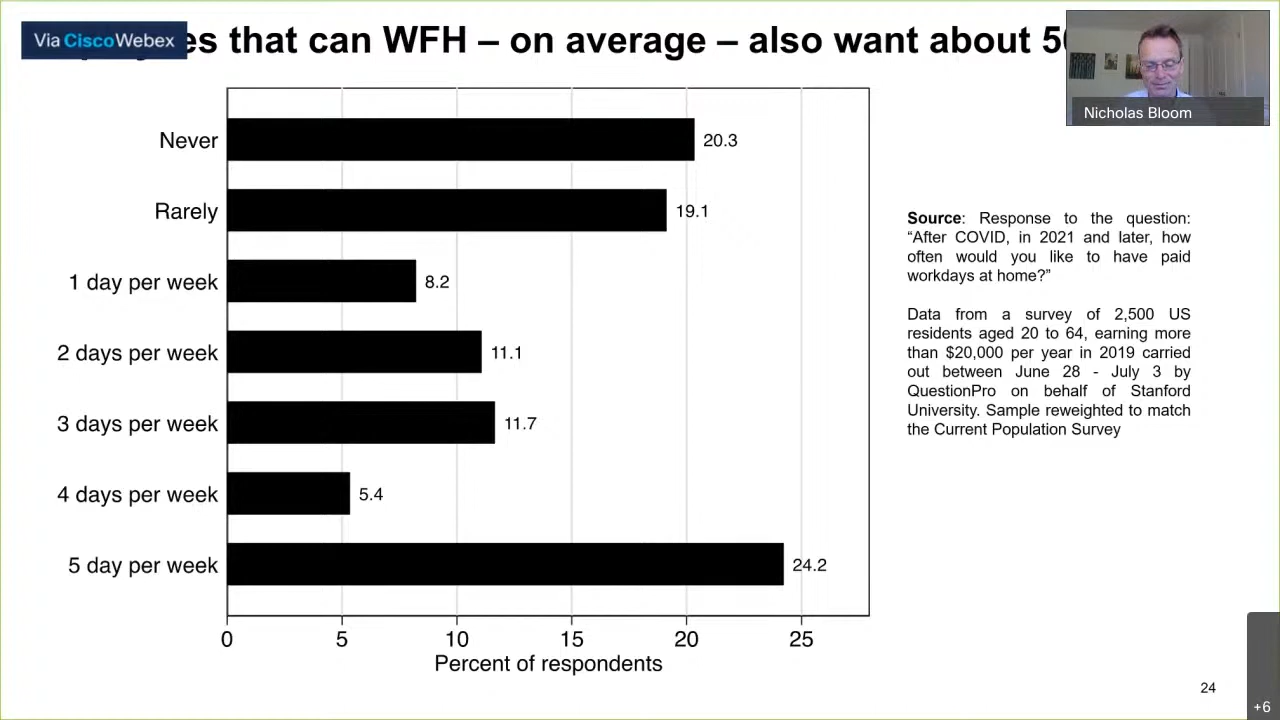 Via Cisco Webex
es that can WFH – on average – also want about 5
Nicholas Bloom
Never
20.3
Rarely
19.1
1 day per week
8.2
2 days per week
11.1
3 days per week
11.7
4 days per week
5.4
5 day per week
24.2
0 5 10 15 20 25
Percent of respondents
Source: Response to the question:
“After COVID, in 2021 and later, how
often would you like to have paid
workdays at home?”
Data from a survey of 2,500 US
residents aged 20 to 64, earning more
than $20,000 per year in 2019 carried
out between June 28 - July 3 by
QuestionPro on behalf of Stanford
University. Sample reweighted to match
the Current Population Survey
24
+6